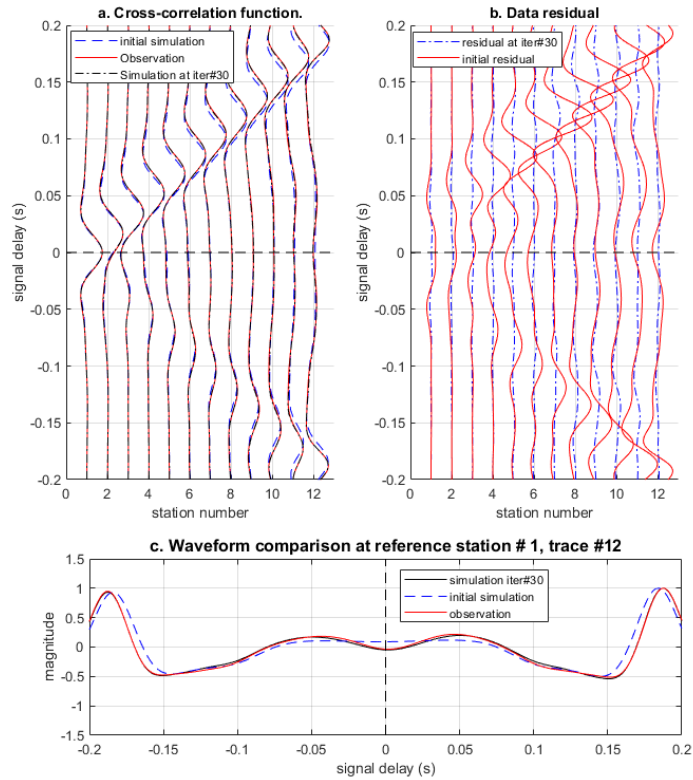 a. Cross-correlation function.
initial simulation
Observation
Simulation at iter#30
signal delay (s)
0.2
0.15
0.1
0.05
0
-0.05
-0.1
-0.15
-0.2
0 2 4 6 8 10 12
station number
b. Data residual
residual at iter#30
initial residual
signal delay (s)
0.2
0.15
0.1
0.05
0
-0.05
-0.1
-0.15
-0.2
0 2 4 6 8 10 12
station number
c. Waveform comparison at reference station # 1, trace #12
simulation iter#30
initial simulation
observation
magnitude
1.5
1
0.5
0
-0.5
-1
-1.5
-0.2 -0.15 -0.1 -0.05 0 0.05 0.1 0.15 0.2
signal delay (s)